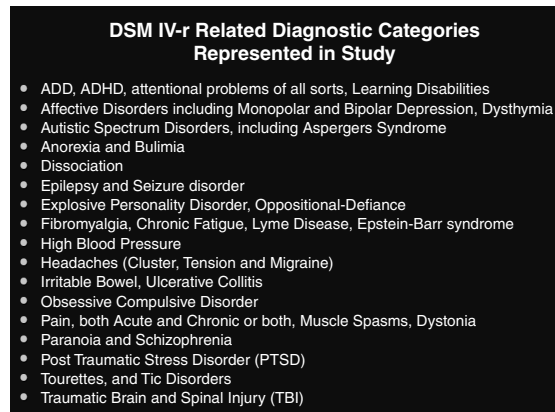 DSM IV-r Related Diagnostic Categories
Represented in Study
• ADD, ADHD, attentional problems of all sorts, Learning Disabilities
• Affective Disorders including Monopolar and Bipolar Depression, Dysthymia
• Autistic Spectrum Disorders, including Aspergers Syndrome
• Anorexia and Bulimia
• Dissociation
• Epilepsy and Seizure disorder
• Explosive Personality Disorder, Oppositional-Defiance
• Fibromyalgia, Chronic Fatigue, Lyme Disease, Epstein-Barr syndrome
• High Blood Pressure
• Headaches (Cluster, Tension and Migraine)
• Irritable Bowel, Ulcerative Collitis
• Obsessive Compulsive Disorder
• Pain, both Acute and Chronic or both, Muscle Spasms, Dystonia
• Paranoia and Schizophrenia
• Post Traumatic Stress Disorder (PTSD)
• Tourettes, and Tic Disorders
• Traumatic Brain and Spinal Injury (TBI)